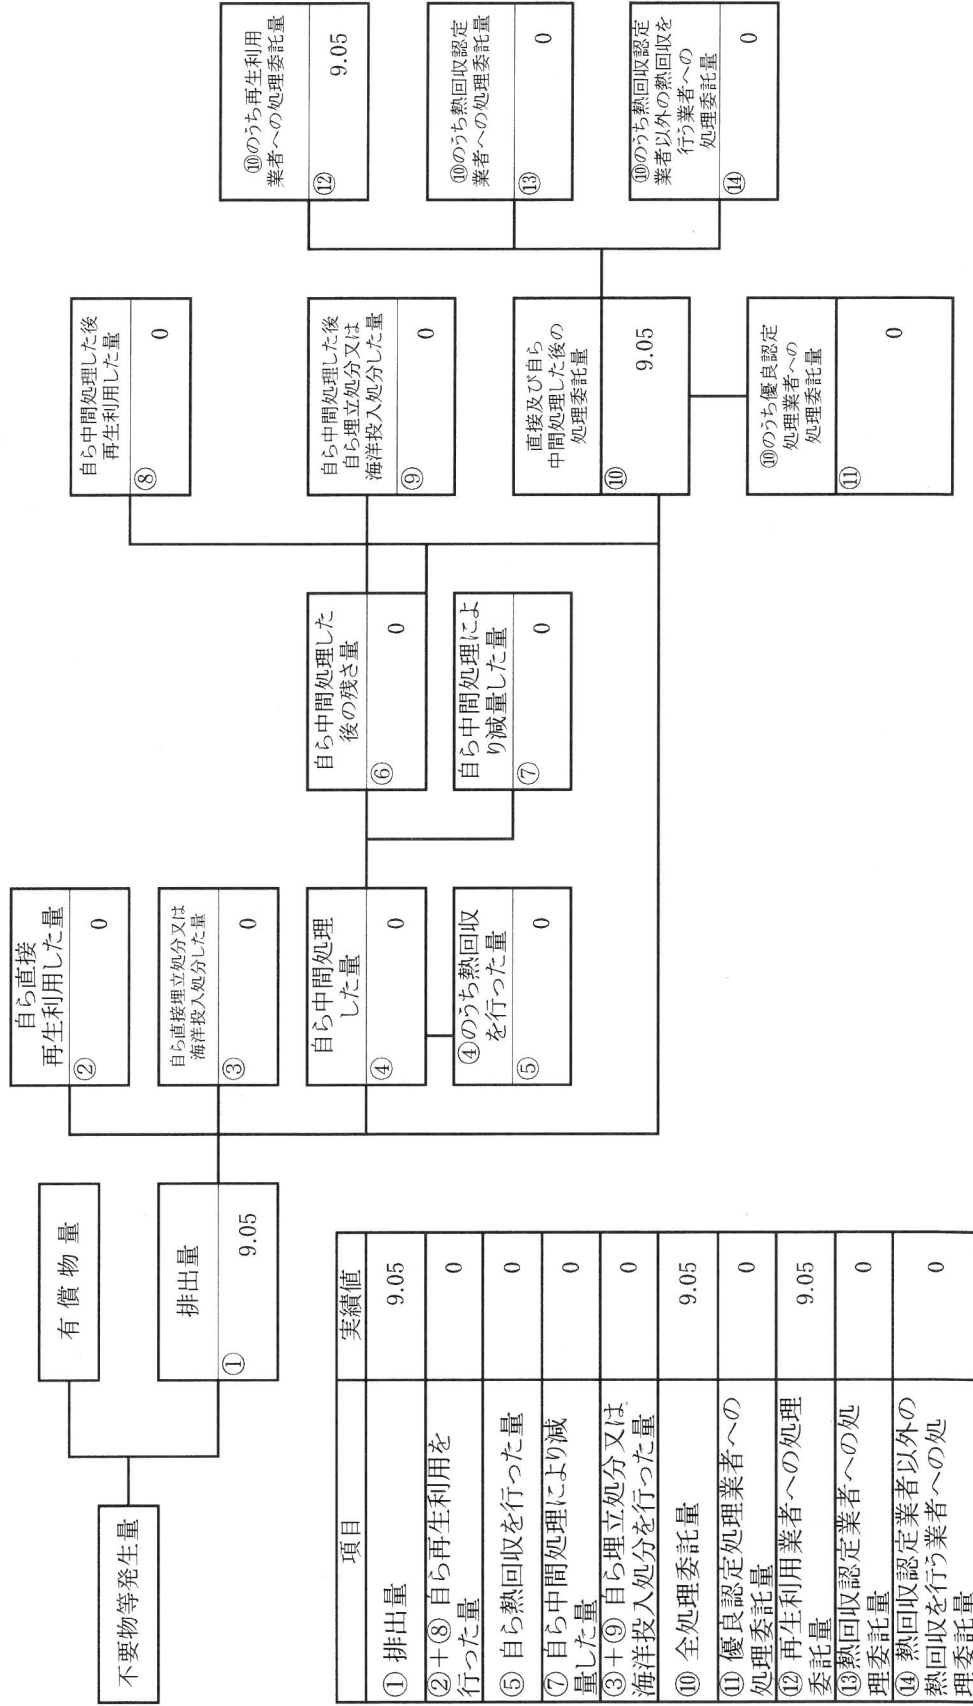 不要物等発生量
有償物量
排出量
①
9.05
自ら直接
再生利用した量
②
0
自ら直接埋立処分又は
海洋投入処分した量
③
0
自ら中間処理
した量
④
0
④のうち熱回収
を行った量
⑤
0
自ら中間処理した
後の残さ量
⑥
0
自ら中間処理によ
り減量した量
⑦
0
自ら中間処理した後
再生利用した量
⑧
0
自ら中間処理した後
自ら埋立処分又は
海洋投入処分した量
⑨
0
直接及び自ら
中間処理した後の
処理委託量
⑩
9.05
⑩のうち優良認定
処理業者への
処理委託量
⑪
0
⑩のうち再生利用
業者への処理委託量
⑫
9.05
⑩のうち熱回収認定
業者への処理委託量
⑬
0
⑩のうち熱回収認定
業者以外の熱回収を
行う業者への
処理委託量
⑭
0
項目 実績値
① 排出量 9.05
②+⑧ 自ら再生利用を
行った量 0
⑤ 自ら熱回収を行った量 0
⑦ 自ら中間処理により減
量した量 0
③+⑨ 自ら埋立処分又は
海洋投入処分を行った量 0
⑩ 全処理委託量 9.05
⑪ 優良認定処理業者への
処理委託量 0
⑫ 再生利用業者への処理
委託量 9.05
⑬熱回収認定業者への処
理委託量 0
⑭ 熱回収認定業者以外の
熱回収を行う業者への処
理委託量 0